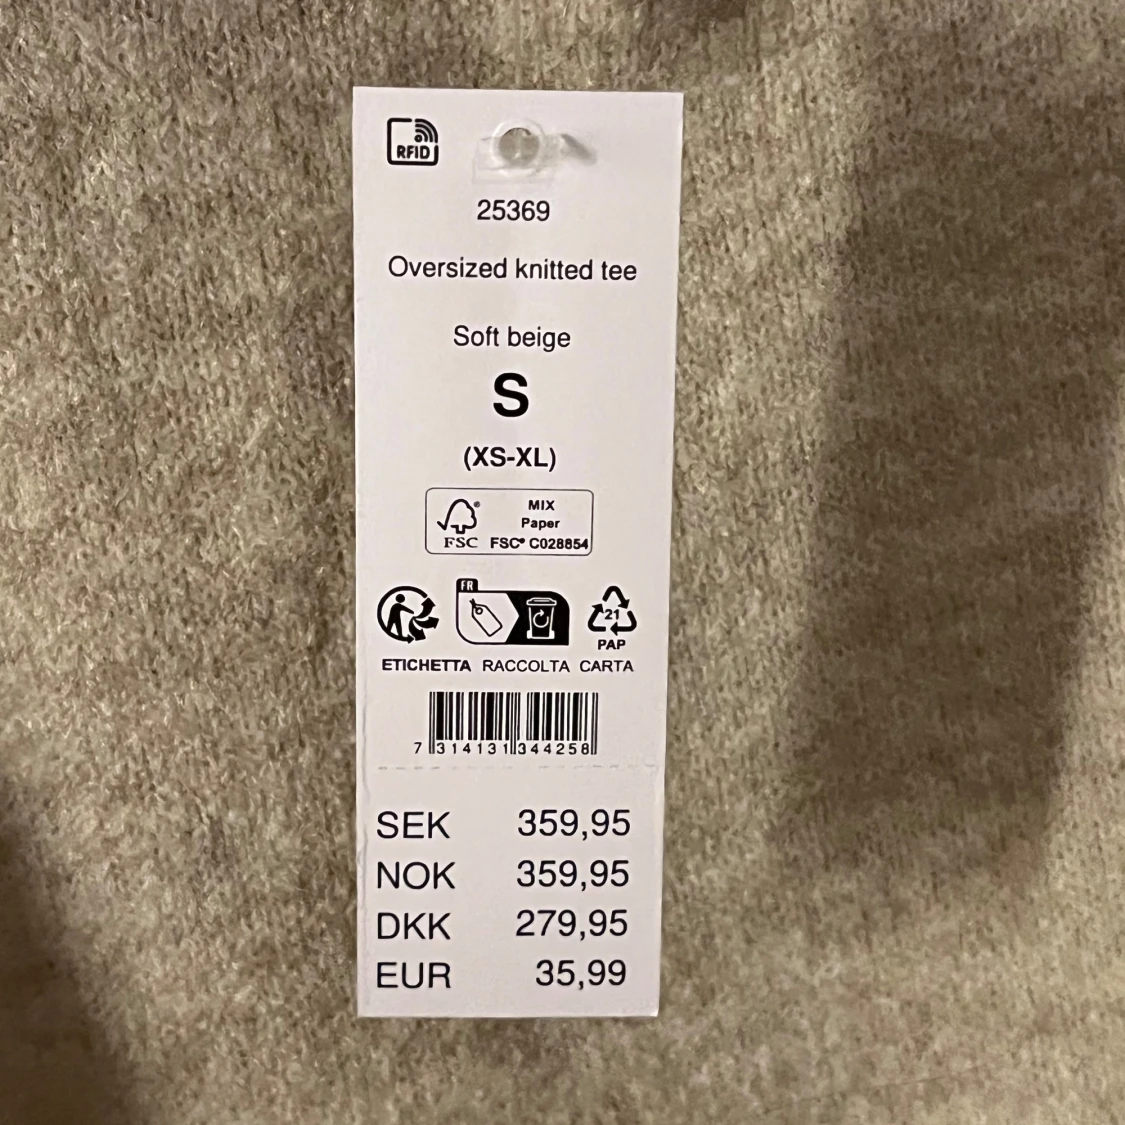 RFID
25369
Oversized knitted tee
Soft beige
S
(XS-XL)
MIX
Paper
FSC® C028854
FSC
FR
21
PAP
ETICHETTA RACCOLTA CARTA
7 314131 344258
SEK 359,95
NOK 359,95
DKK 279,95
EUR 35,99